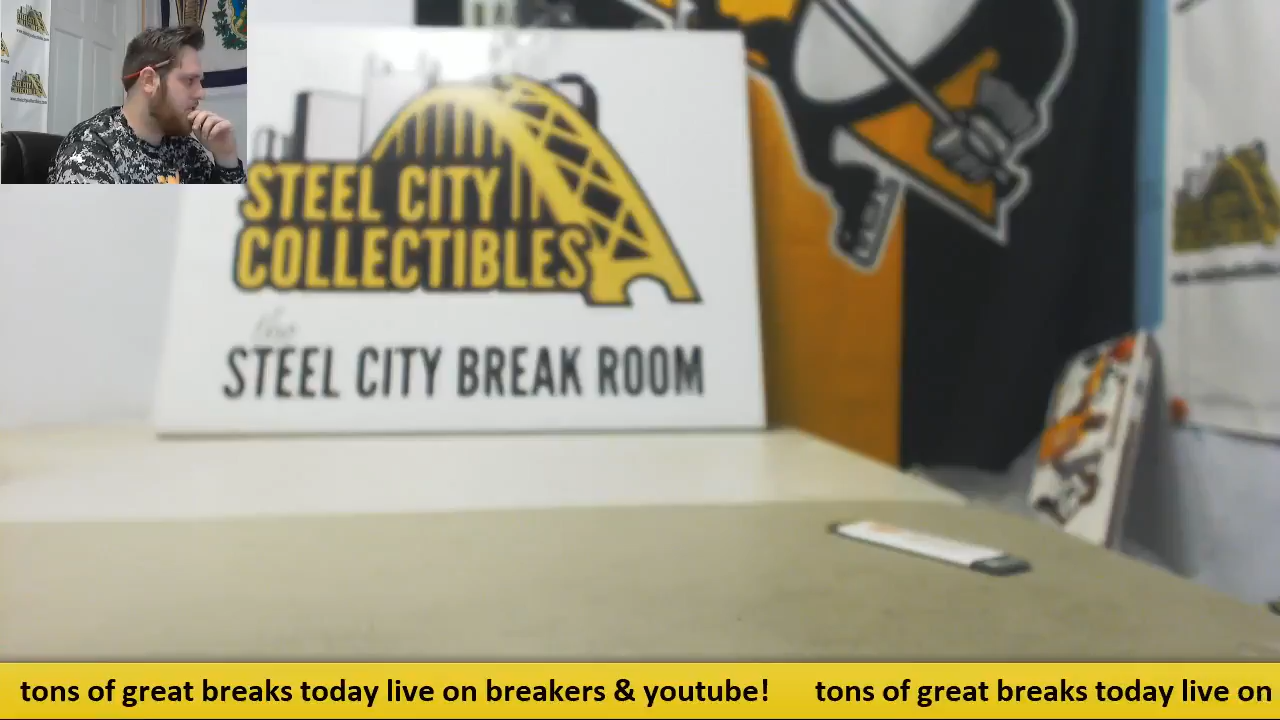 STEEL CITY
COLLECTIBLES
the
STEEL CITY BREAK ROOM
tons of great breaks today live on breakers & youtube! tons of great breaks today live on